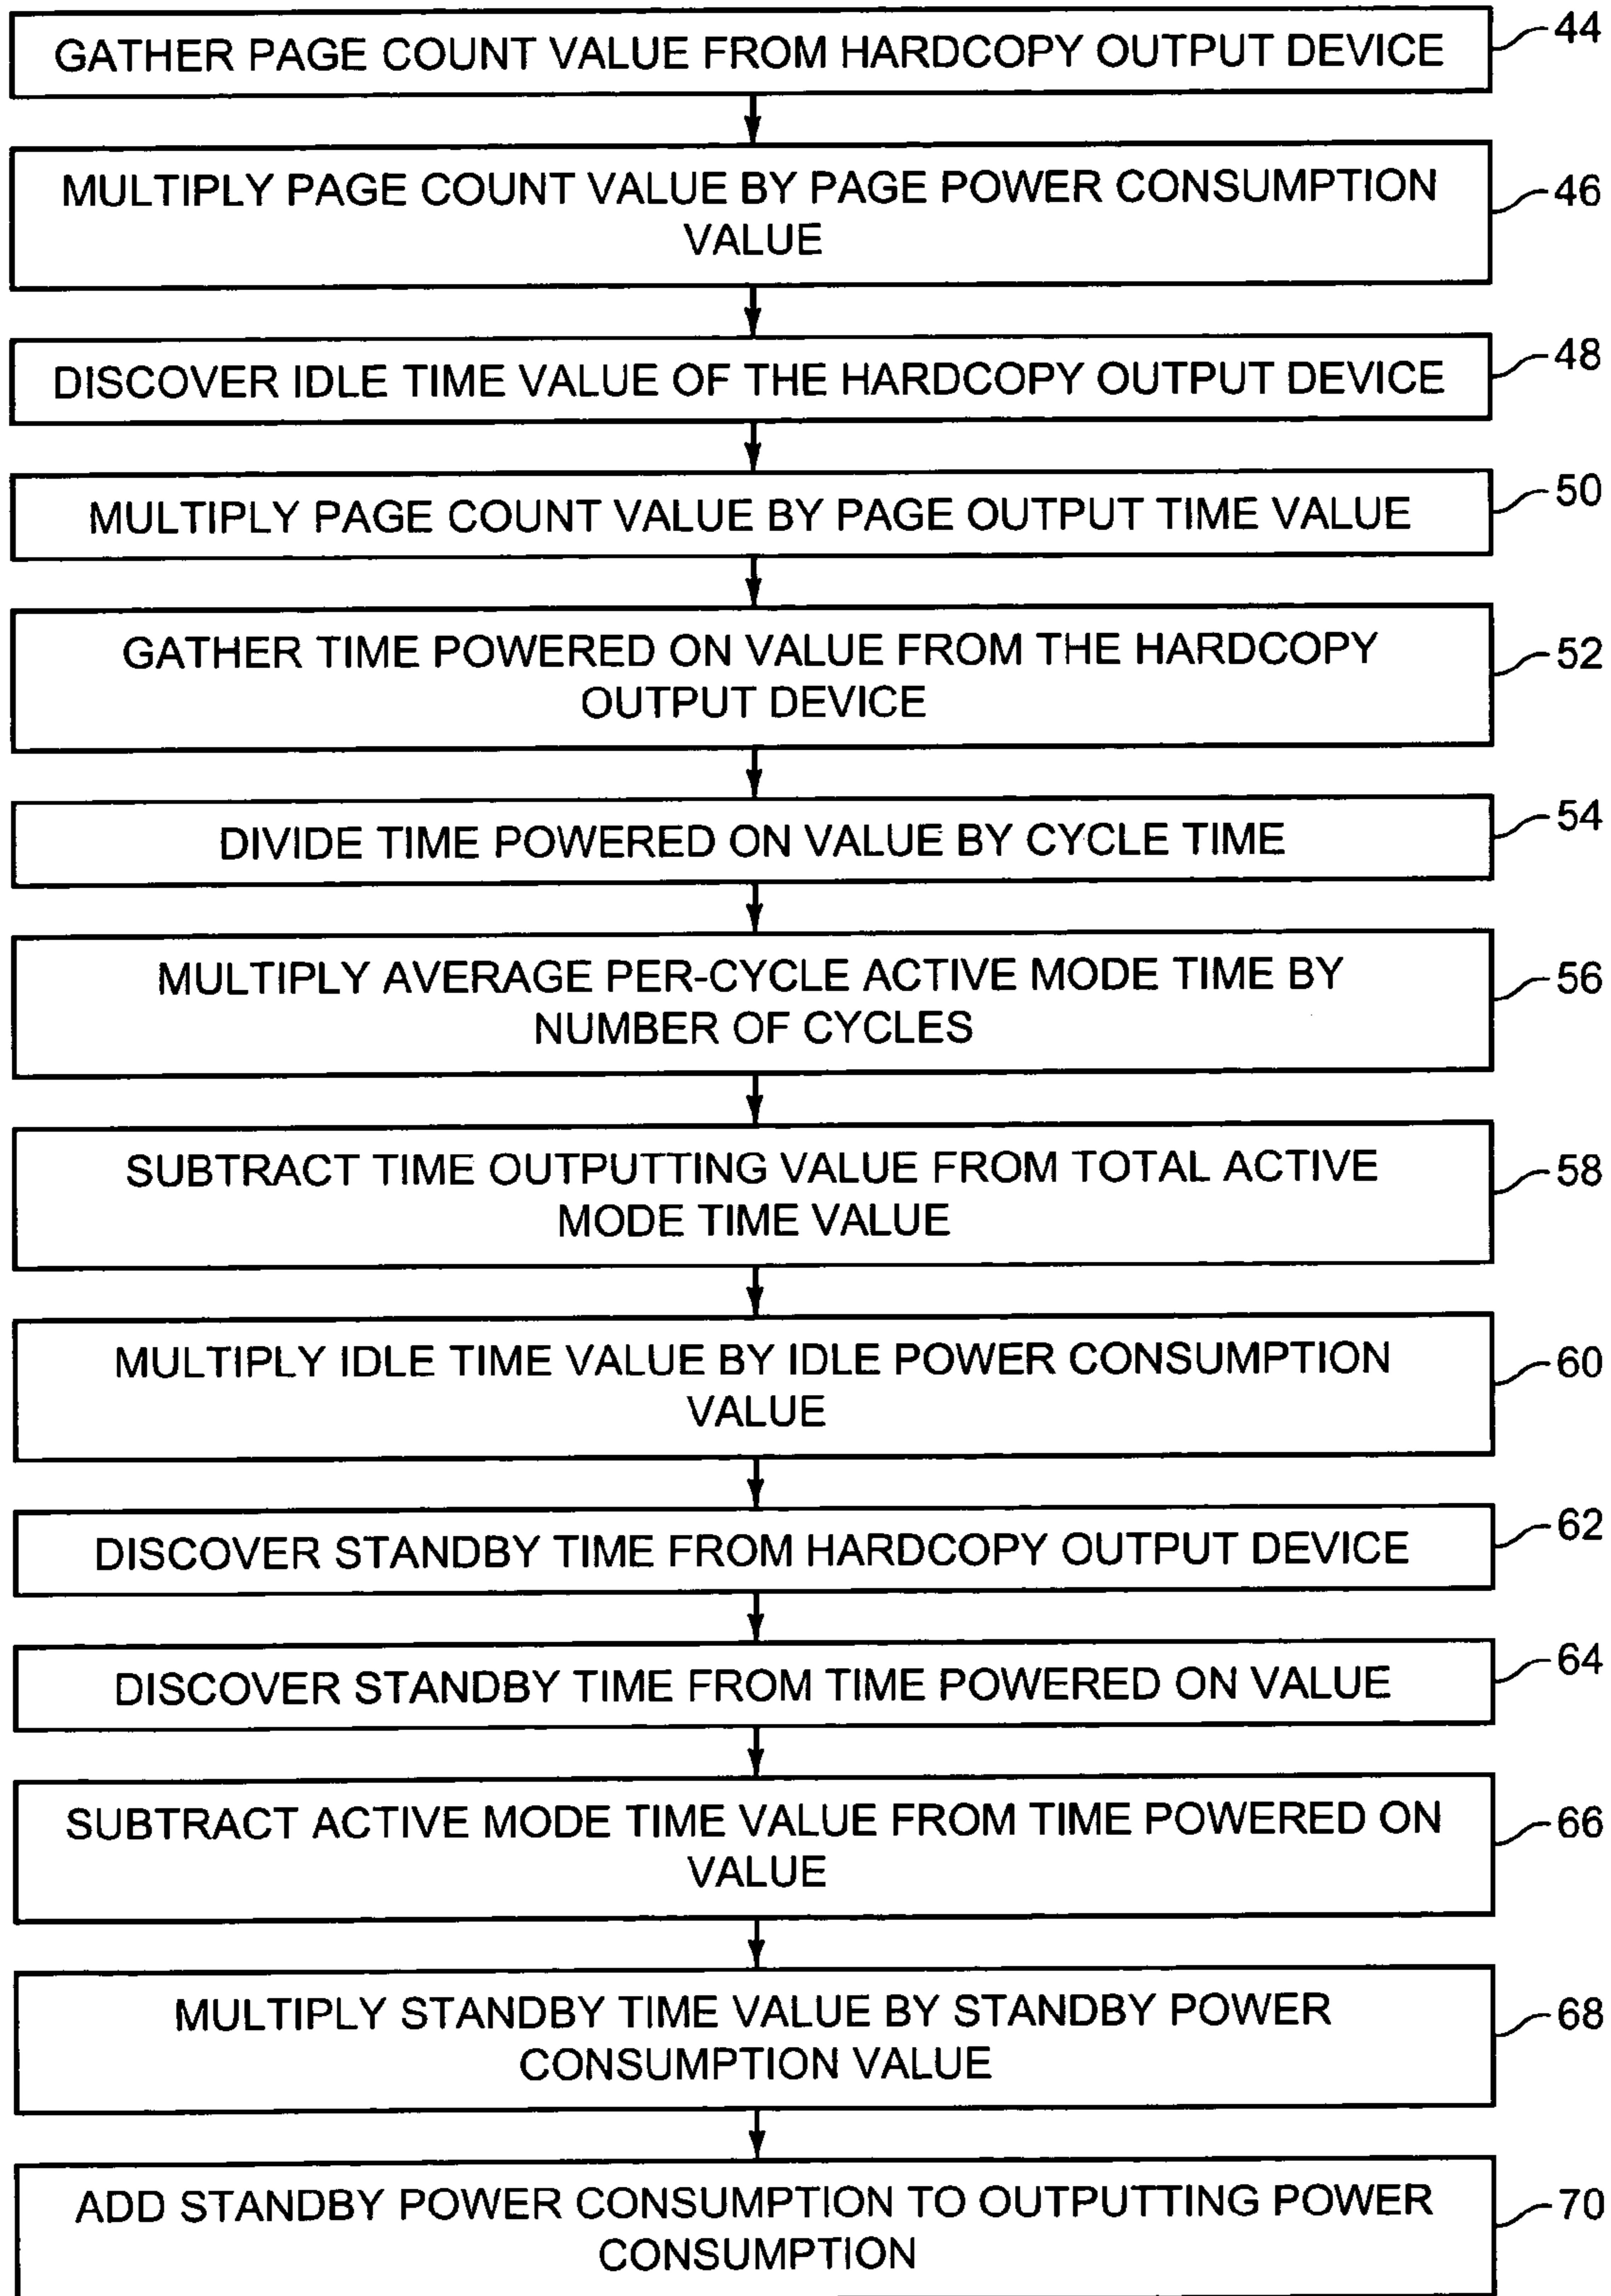 GATHER PAGE COUNT VALUE FROM HARDCOPY OUTPUT DEVICE
44
MULTIPLY PAGE COUNT VALUE BY PAGE POWER CONSUMPTION
VALUE
46
DISCOVER IDLE TIME VALUE OF THE HARDCOPY OUTPUT DEVICE
48
MULTIPLY PAGE COUNT VALUE BY PAGE OUTPUT TIME VALUE
50
GATHER TIME POWERED ON VALUE FROM THE HARDCOPY
OUTPUT DEVICE
52
DIVIDE TIME POWERED ON VALUE BY CYCLE TIME
54
MULTIPLY AVERAGE PER-CYCLE ACTIVE MODE TIME BY
NUMBER OF CYCLES
56
SUBTRACT TIME OUTPUTTING VALUE FROM TOTAL ACTIVE
MODE TIME VALUE
58
MULTIPLY IDLE TIME VALUE BY IDLE POWER CONSUMPTION
VALUE
60
DISCOVER STANDBY TIME FROM HARDCOPY OUTPUT DEVICE
62
DISCOVER STANDBY TIME FROM TIME POWERED ON VALUE
64
SUBTRACT ACTIVE MODE TIME VALUE FROM TIME POWERED ON
VALUE
66
MULTIPLY STANDBY TIME VALUE BY STANDBY POWER
CONSUMPTION VALUE
68
ADD STANDBY POWER CONSUMPTION TO OUTPUTTING POWER
CONSUMPTION
70